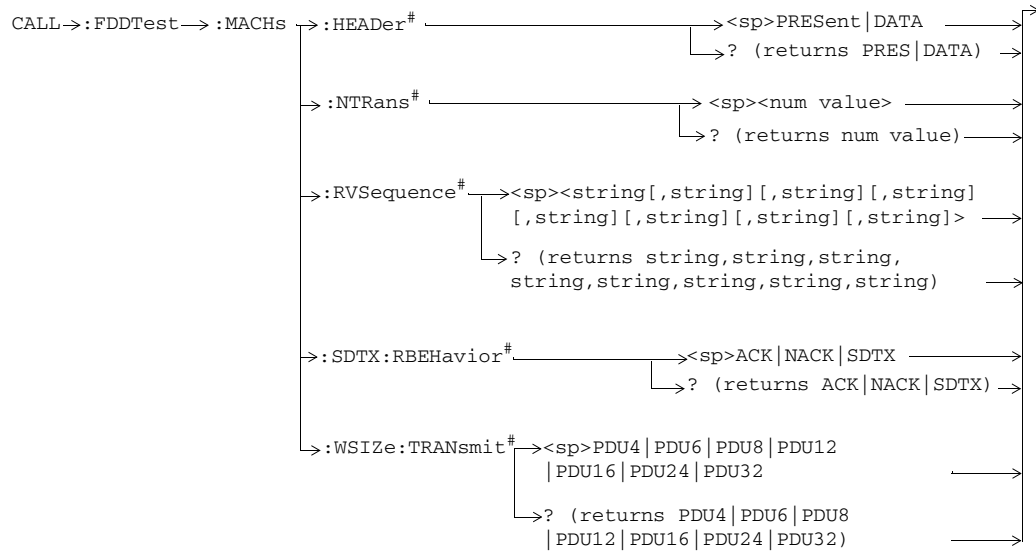 CALL :FDDTest :MACHs :HEADer# <sp>PRESent|DATA
? (returns PRES|DATA)
:NTRans# <sp><num value>
? (returns num value)
:RVSequence# <sp><string[,string][,string][,string]
[,string][,string][,string][,string]>
? (returns string,string,string,
string,string,string,string,string)
:SDTX:RBEHavior# <sp>ACK|NACK|SDTX
? (returns ACK|NACK|SDTX)
:WSIZe:TRANsmit# <sp>PDU4|PDU6|PDU8|PDU12
|PDU16|PDU24|PDU32
? (returns PDU4|PDU6|PDU8
|PDU12|PDU16|PDU24|PDU32)